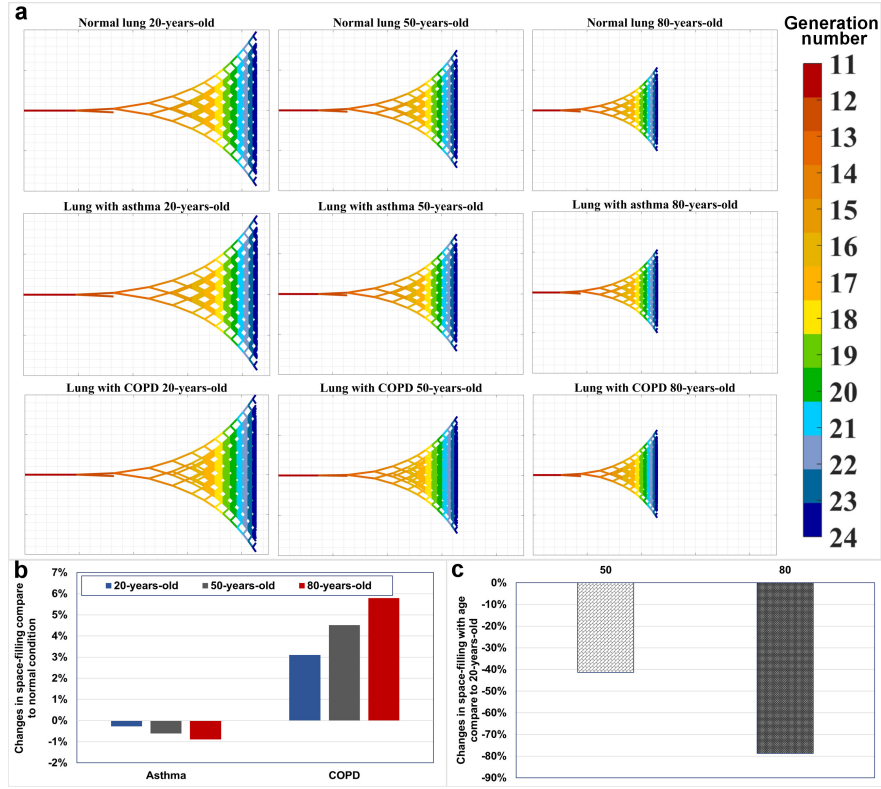 a
Normal lung 20-years-old
Normal lung 50-years-old
Normal lung 80-years-old
Lung with asthma 20-years-old
Lung with asthma 50-years-old
Lung with asthma 80-years-old
Lung with COPD 20-years-old
Lung with COPD 50-years-old
Lung with COPD 80-years-old
Generation
number
11
12
13
14
15
16
17
18
19
20
21
22
23
24
b
Changes in space-filling compare
to normal condition
7%
6%
5%
4%
3%
2%
1%
0%
-1%
-2%
20-years-old
50-years-old
80-years-old
Asthma
COPD
c
Changes in space-filling with age
compare to 20-years-old
50
80
0%
-10%
-20%
-30%
-40%
-50%
-60%
-70%
-80%
-90%